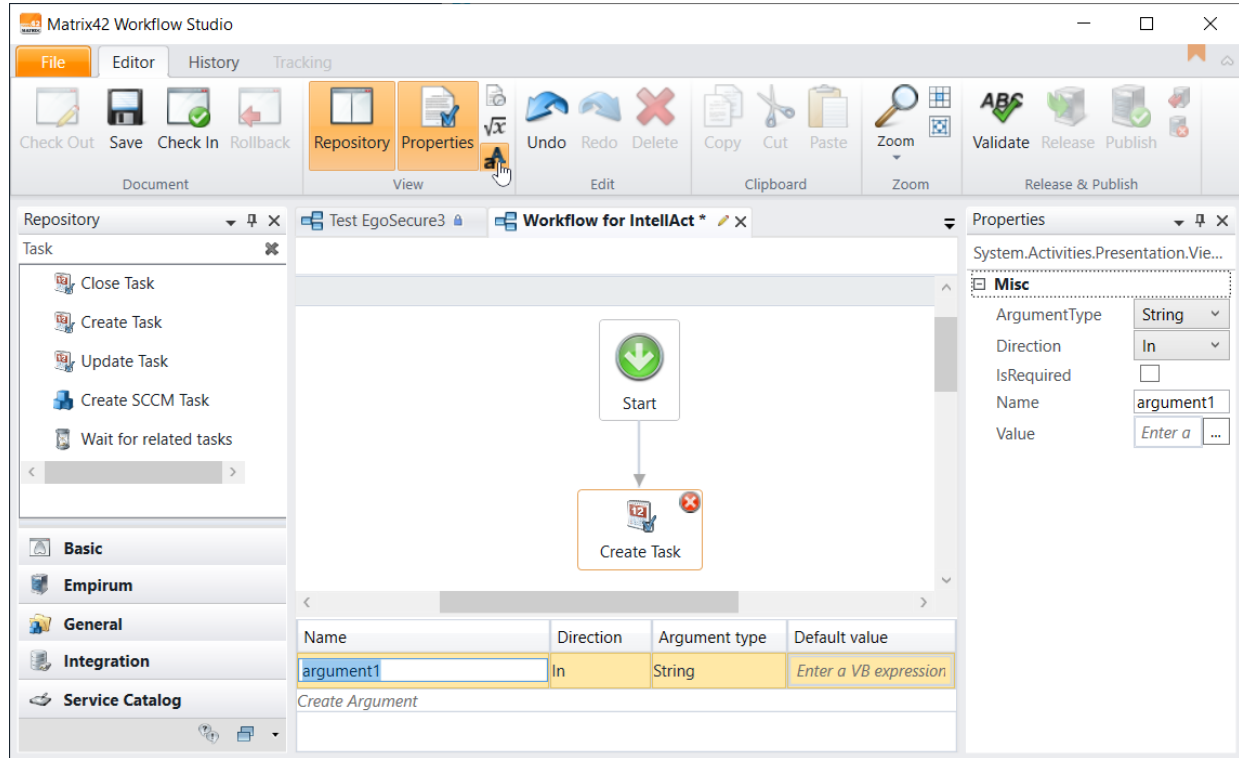 Matrix42 Workflow Studio
File Editor History Tracking
Check Out Save Check In Rollback Repository Properties Undo Redo Delete Copy Cut Paste Zoom Validate Release Publish
Document View Edit Clipboard Zoom Release & Publish
Repository
Task
Close Task
Create Task
Update Task
Create SCCM Task
Wait for related tasks
Basic
Empirum
General
Integration
Service Catalog
Test EgoSecure3 Workflow for IntellAct *
Start
Create Task
Name Direction Argument type Default value
argument1 In String Enter a VB expression
Create Argument
Properties
System.Activities.Presentation.Vie...
Misc
ArgumentType String
Direction In
IsRequired
Name argument1
Value Enter a ...